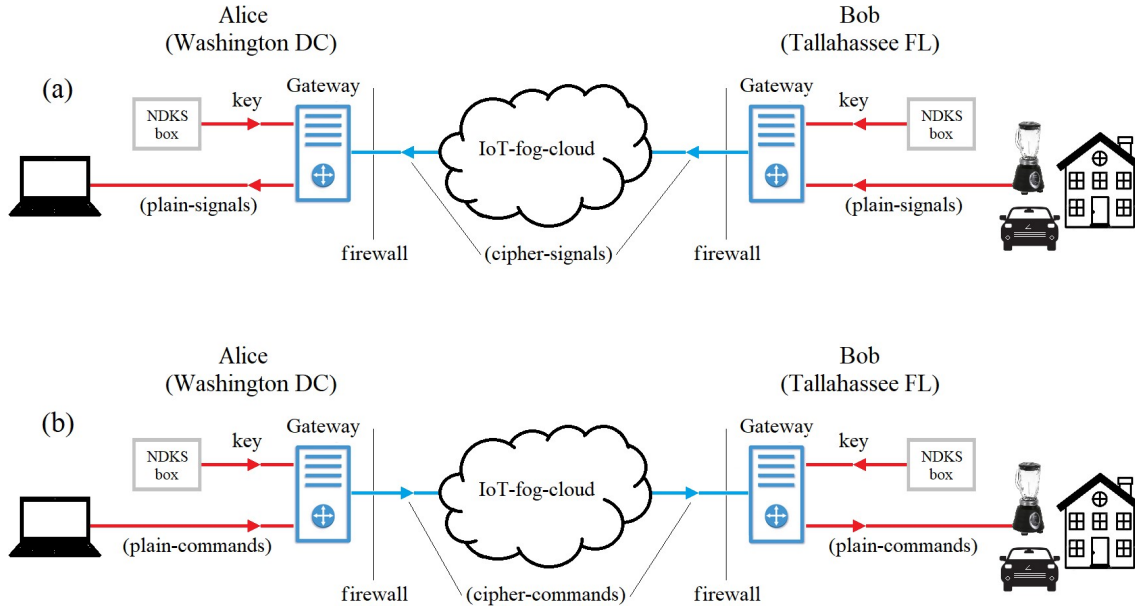 Alice
(Washington DC)
Bob
(Tallahassee FL)
(a)
NDKS
box
key
Gateway
IoT-fog-cloud
Gateway
key
NDKS
box
(plain-signals)
(plain-signals)
firewall
(cipher-signals)
firewall
Alice
(Washington DC)
Bob
(Tallahassee FL)
(b)
NDKS
box
key
Gateway
IoT-fog-cloud
Gateway
key
NDKS
box
(plain-commands)
(plain-commands)
firewall
(cipher-commands)
firewall